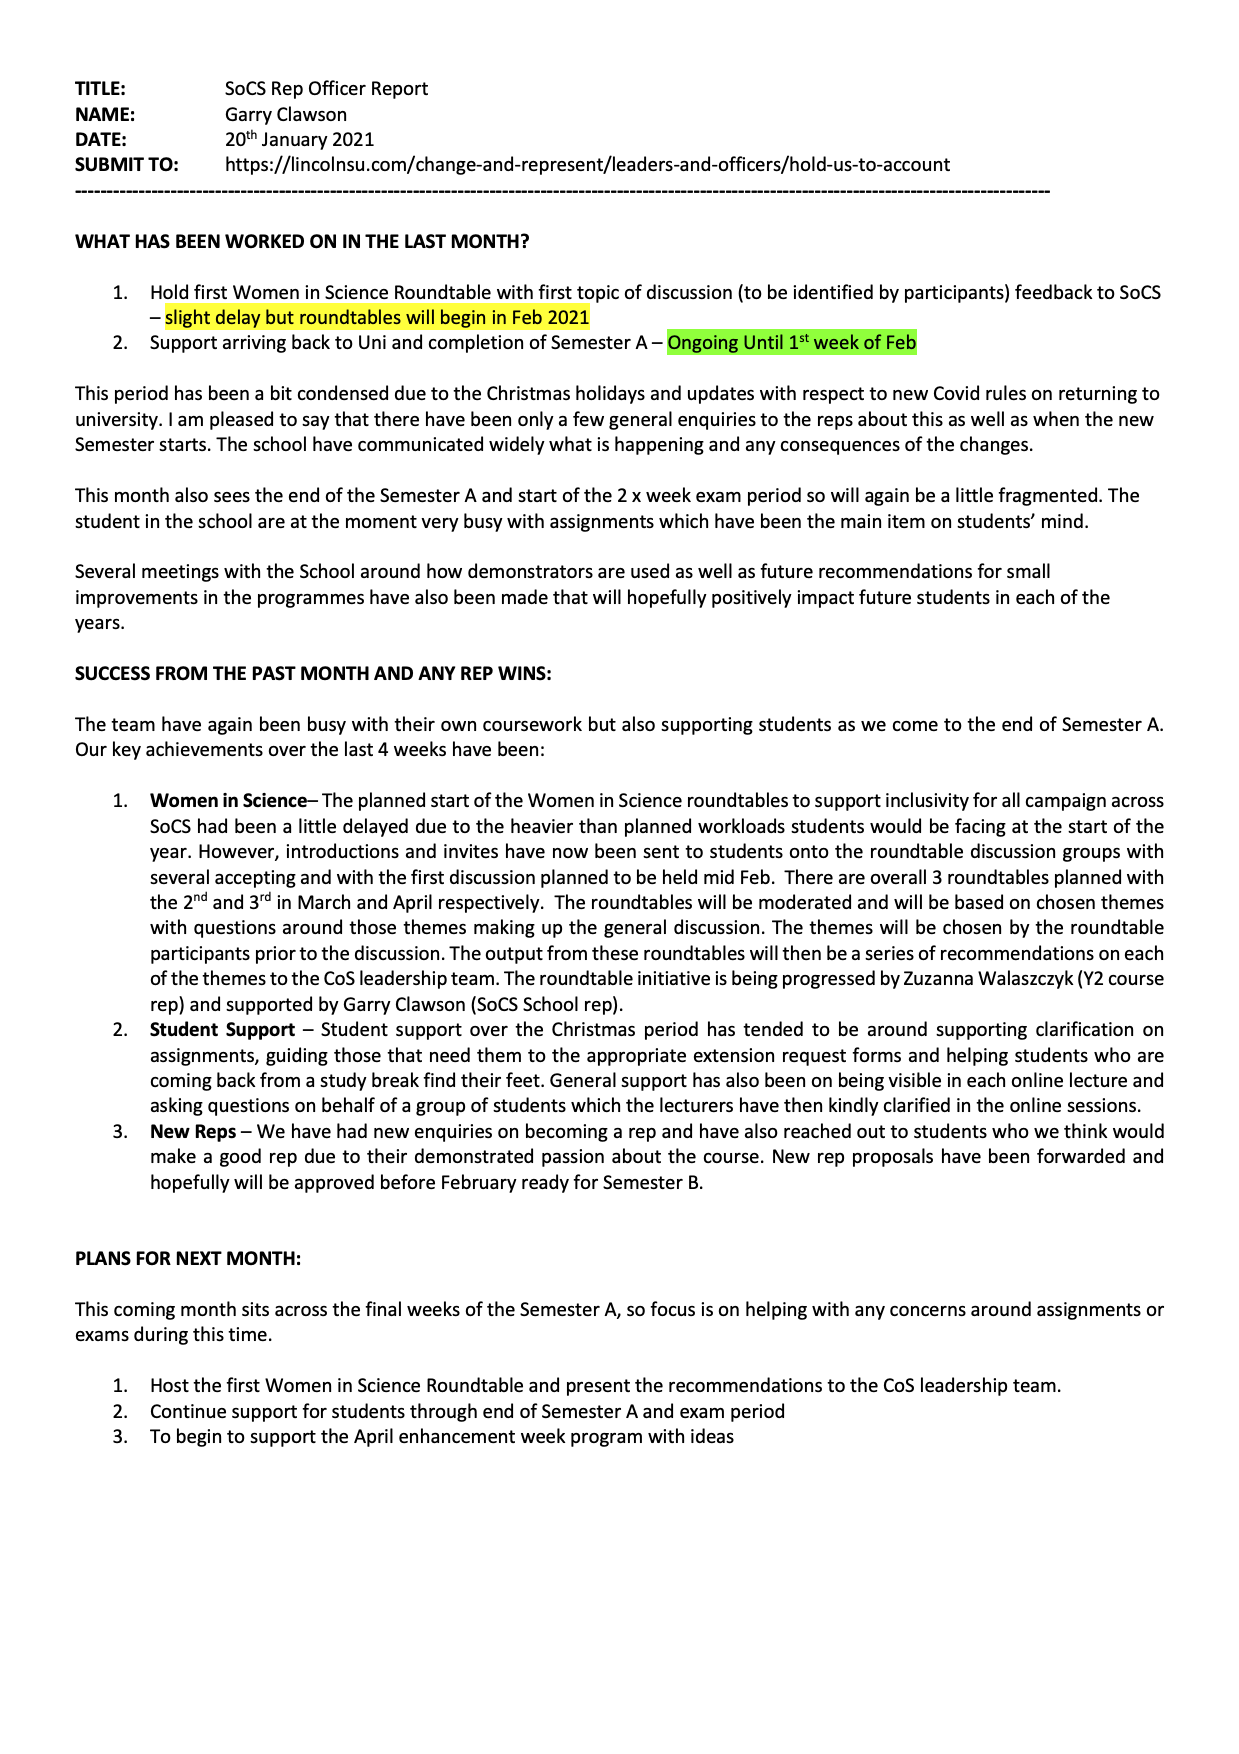 TITLE: SoCS Rep Officer Report
NAME: Garry Clawson
DATE: 20th January 2021
SUBMIT TO: https://lincolnsu.com/change-and-represent/leaders-and-officers/hold-us-to-account
------------------------------------------------------------------------------------------------------------------------------------------------------------------
WHAT HAS BEEN WORKED ON IN THE LAST MONTH?
1. Hold first Women in Science Roundtable with first topic of discussion (to be identified by participants) feedback to SoCS
– slight delay but roundtables will begin in Feb 2021
2. Support arriving back to Uni and completion of Semester A – Ongoing Until 1st week of Feb
This period has been a bit condensed due to the Christmas holidays and updates with respect to new Covid rules on returning to
university. I am pleased to say that there have been only a few general enquiries to the reps about this as well as when the new
Semester starts. The school have communicated widely what is happening and any consequences of the changes.
This month also sees the end of the Semester A and start of the 2 x week exam period so will again be a little fragmented. The
student in the school are at the moment very busy with assignments which have been the main item on students’ mind.
Several meetings with the School around how demonstrators are used as well as future recommendations for small
improvements in the programmes have also been made that will hopefully positively impact future students in each of the
years.
SUCCESS FROM THE PAST MONTH AND ANY REP WINS:
The team have again been busy with their own coursework but also supporting students as we come to the end of Semester A.
Our key achievements over the last 4 weeks have been:
1. Women in Science– The planned start of the Women in Science roundtables to support inclusivity for all campaign across
SoCS had been a little delayed due to the heavier than planned workloads students would be facing at the start of the
year. However, introductions and invites have now been sent to students onto the roundtable discussion groups with
several accepting and with the first discussion planned to be held mid Feb. There are overall 3 roundtables planned with
the 2nd and 3rd in March and April respectively. The roundtables will be moderated and will be based on chosen themes
with questions around those themes making up the general discussion. The themes will be chosen by the roundtable
participants prior to the discussion. The output from these roundtables will then be a series of recommendations on each
of the themes to the CoS leadership team. The roundtable initiative is being progressed by Zuzanna Walaszczyk (Y2 course
rep) and supported by Garry Clawson (SoCS School rep).
2. Student Support – Student support over the Christmas period has tended to be around supporting clarification on
assignments, guiding those that need them to the appropriate extension request forms and helping students who are
coming back from a study break find their feet. General support has also been on being visible in each online lecture and
asking questions on behalf of a group of students which the lecturers have then kindly clarified in the online sessions.
3. New Reps – We have had new enquiries on becoming a rep and have also reached out to students who we think would
make a good rep due to their demonstrated passion about the course. New rep proposals have been forwarded and
hopefully will be approved before February ready for Semester B.
PLANS FOR NEXT MONTH:
This coming month sits across the final weeks of the Semester A, so focus is on helping with any concerns around assignments or
exams during this time.
1. Host the first Women in Science Roundtable and present the recommendations to the CoS leadership team.
2. Continue support for students through end of Semester A and exam period
3. To begin to support the April enhancement week program with ideas